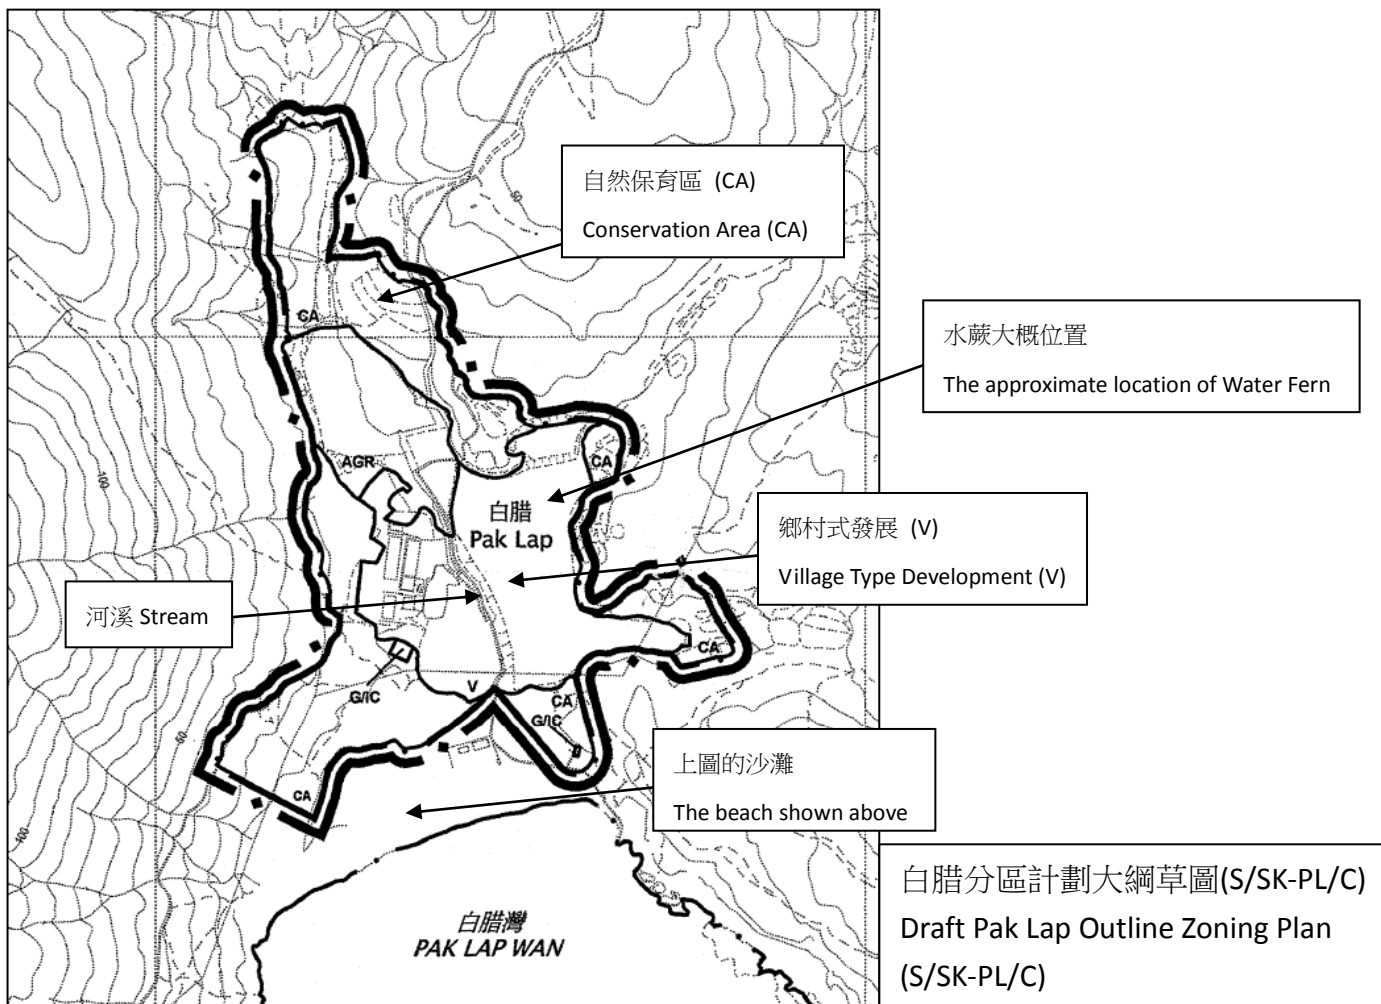 自然保育區 (CA)
Conservation Area (CA)
50
水蕨大概位置
The approximate location of Water Fern
CA
AGR
CA
100
白腊
Pak Lap
鄉村式發展 (V)
Village Type Development (V)
河溪 Stream
CA
G/IC
V
CA
G/IC
50
上圖的沙灘
The beach shown above
CA
100
白腊灣
PAK LAP WAN
白腊分區計劃大綱草圖(S/SK-PL/C)
Draft Pak Lap Outline Zoning Plan
(S/SK-PL/C)